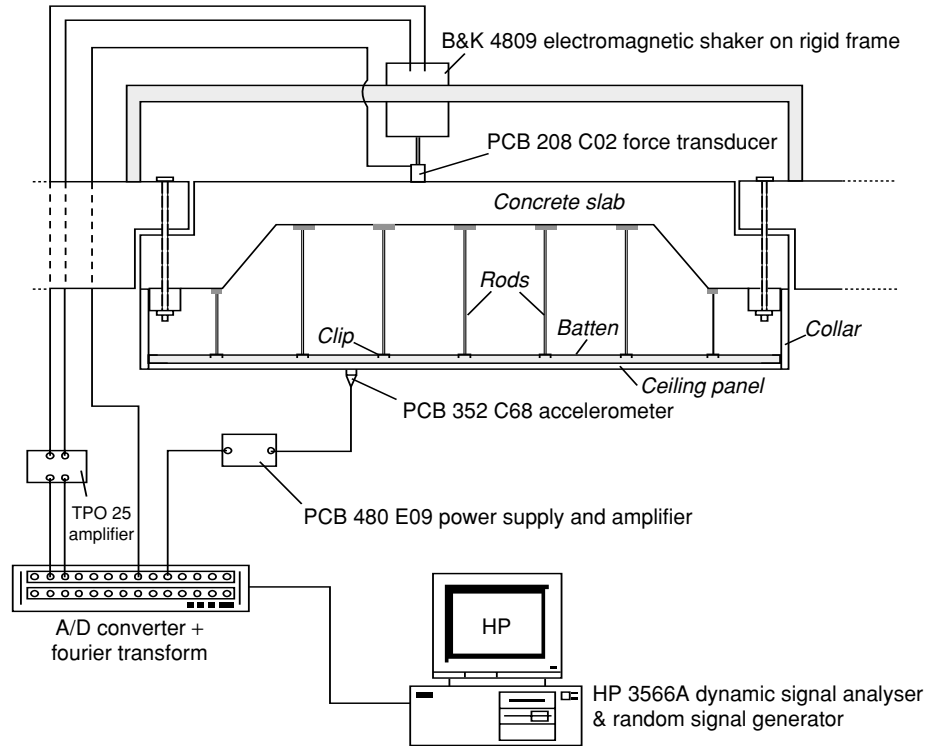 B&K 4809 electromagnetic shaker on rigid frame
PCB 208 C02 force transducer
Concrete slab
Rods
Clip
Batten
Collar
Ceiling panel
PCB 352 C68 accelerometer
TPO 25
amplifier
PCB 480 E09 power supply and amplifier
A/D converter +
fourier transform
HP
HP 3566A dynamic signal analyser
& random signal generator